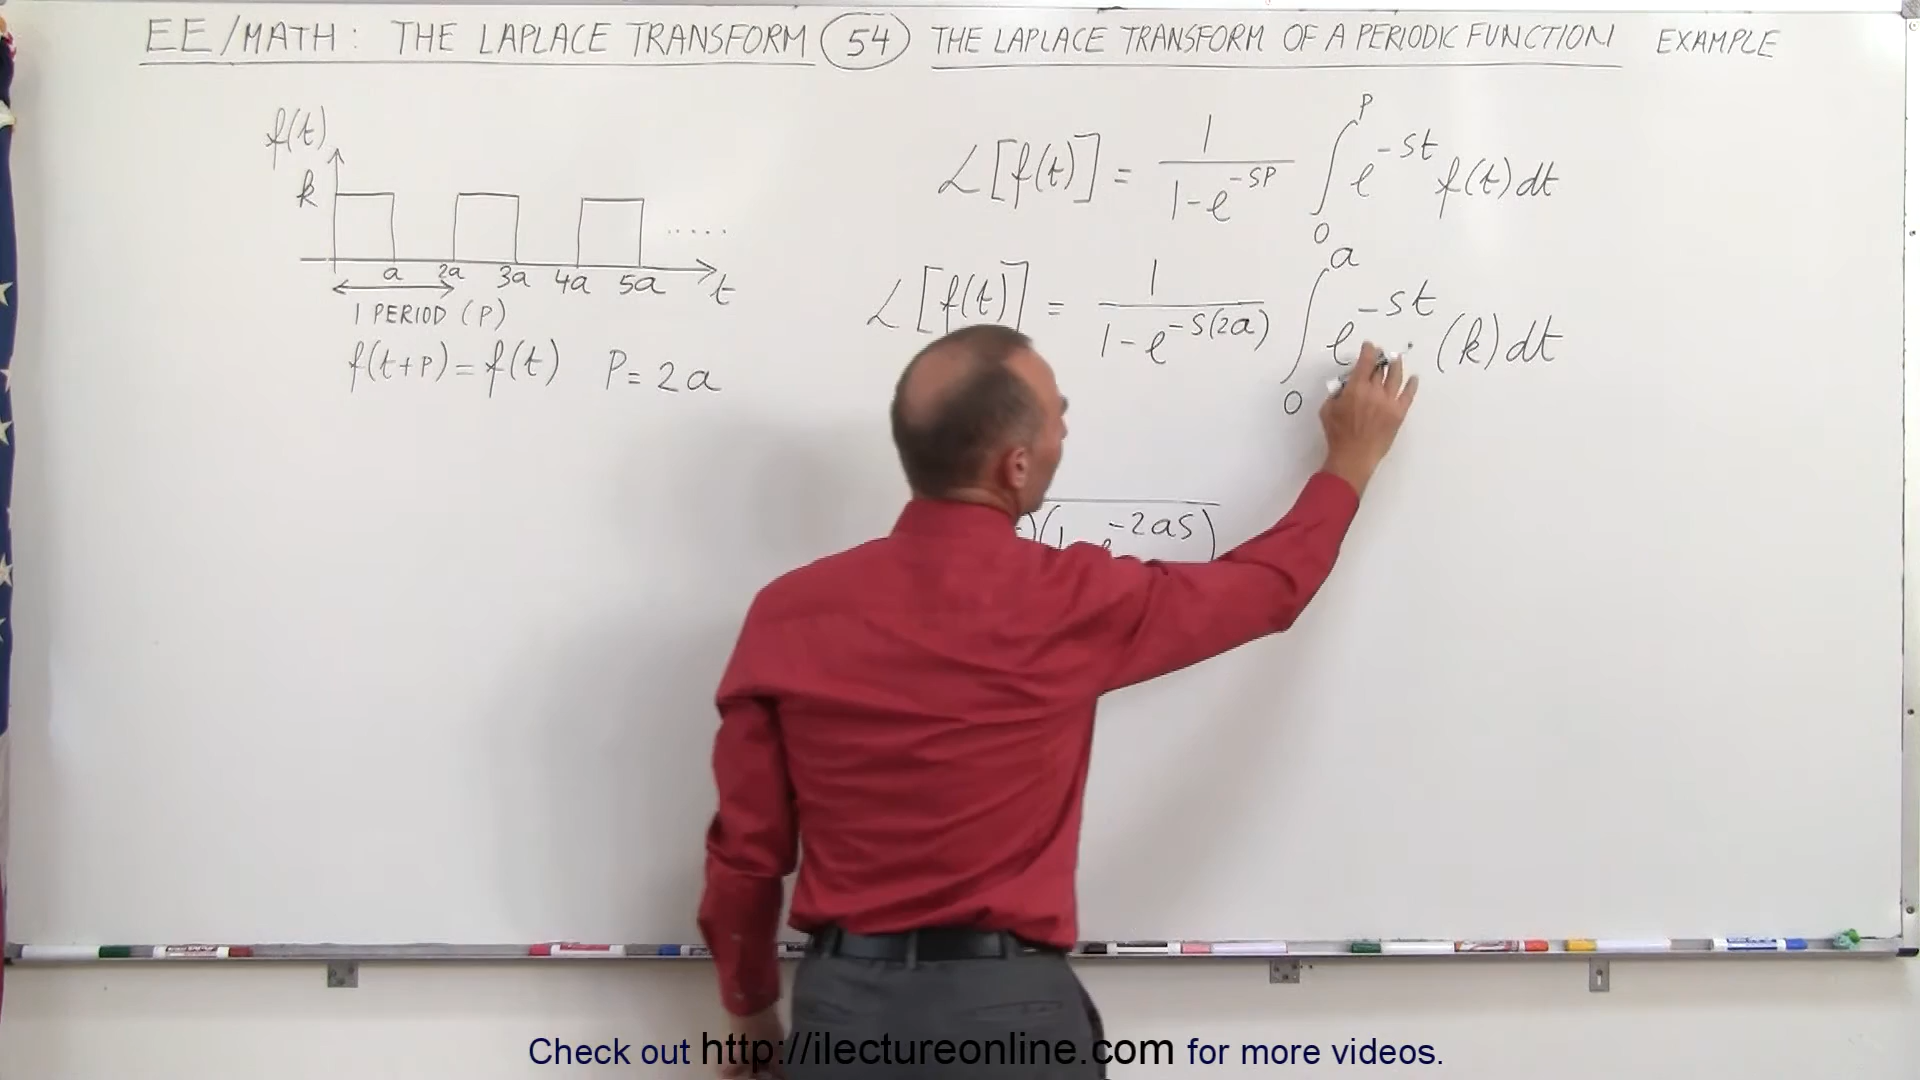 EE/MATH: THE LAPLACE TRANSFORM 54 THE LAPLACE TRANSFORM OF A PERIODIC FUNCTION EXAMPLE
f(t)
k
a 2a 3a 4a 5a t
.....
1 PERIOD (P)
f(t+P) = f(t) P = 2a
ℒ[f(t)] = 1/(1-e^{-SP}) ∫_0^P e^{-st} f(t) dt
ℒ[f(t)] = 1/(1-e^{-S(2a)}) ∫_0^a e^{-st} (k) dt
)(1-e^{-2as})
Check out http://ilectureonline.com for more videos.